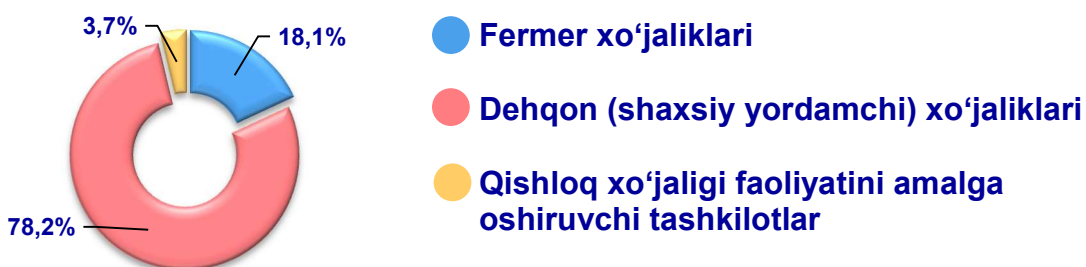 3,7%
18,1%
78,2%
Fermer xo‘jaliklari
Dehqon (shaxsiy yordamchi) xo‘jaliklari
Qishloq xo‘jaligi faoliyatini amalga
oshiruvchi tashkilotlar